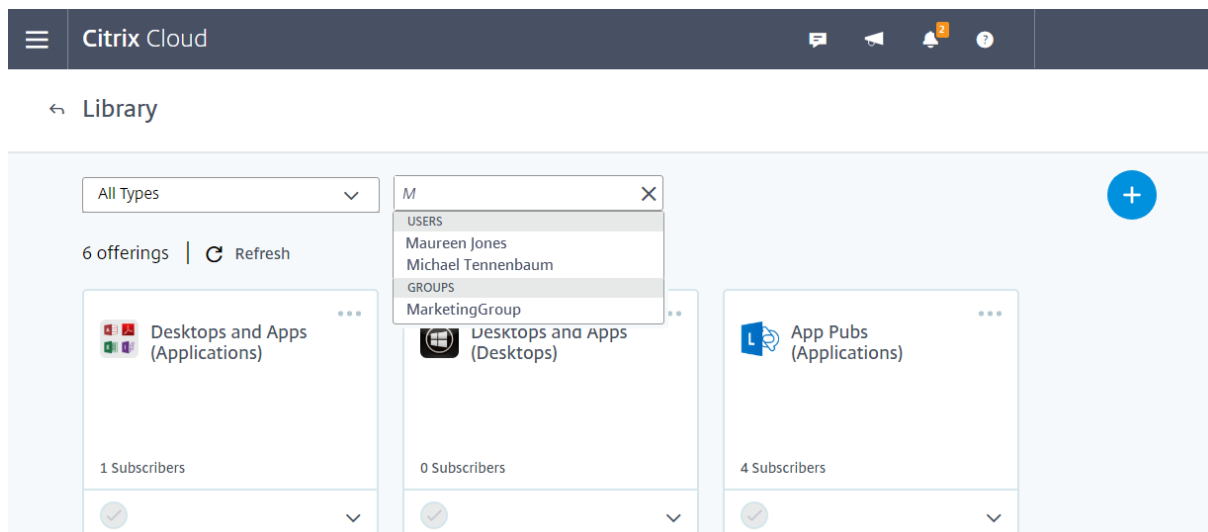 Citrix Cloud
2
?
Library
All Types
M
USERS
Maureen Jones
Michael Tennenbaum
GROUPS
MarketingGroup
6 offerings
Refresh
Desktops and Apps
(Applications)
1 Subscribers
Desktops and Apps
(Desktops)
0 Subscribers
L
App Pubs
(Applications)
4 Subscribers